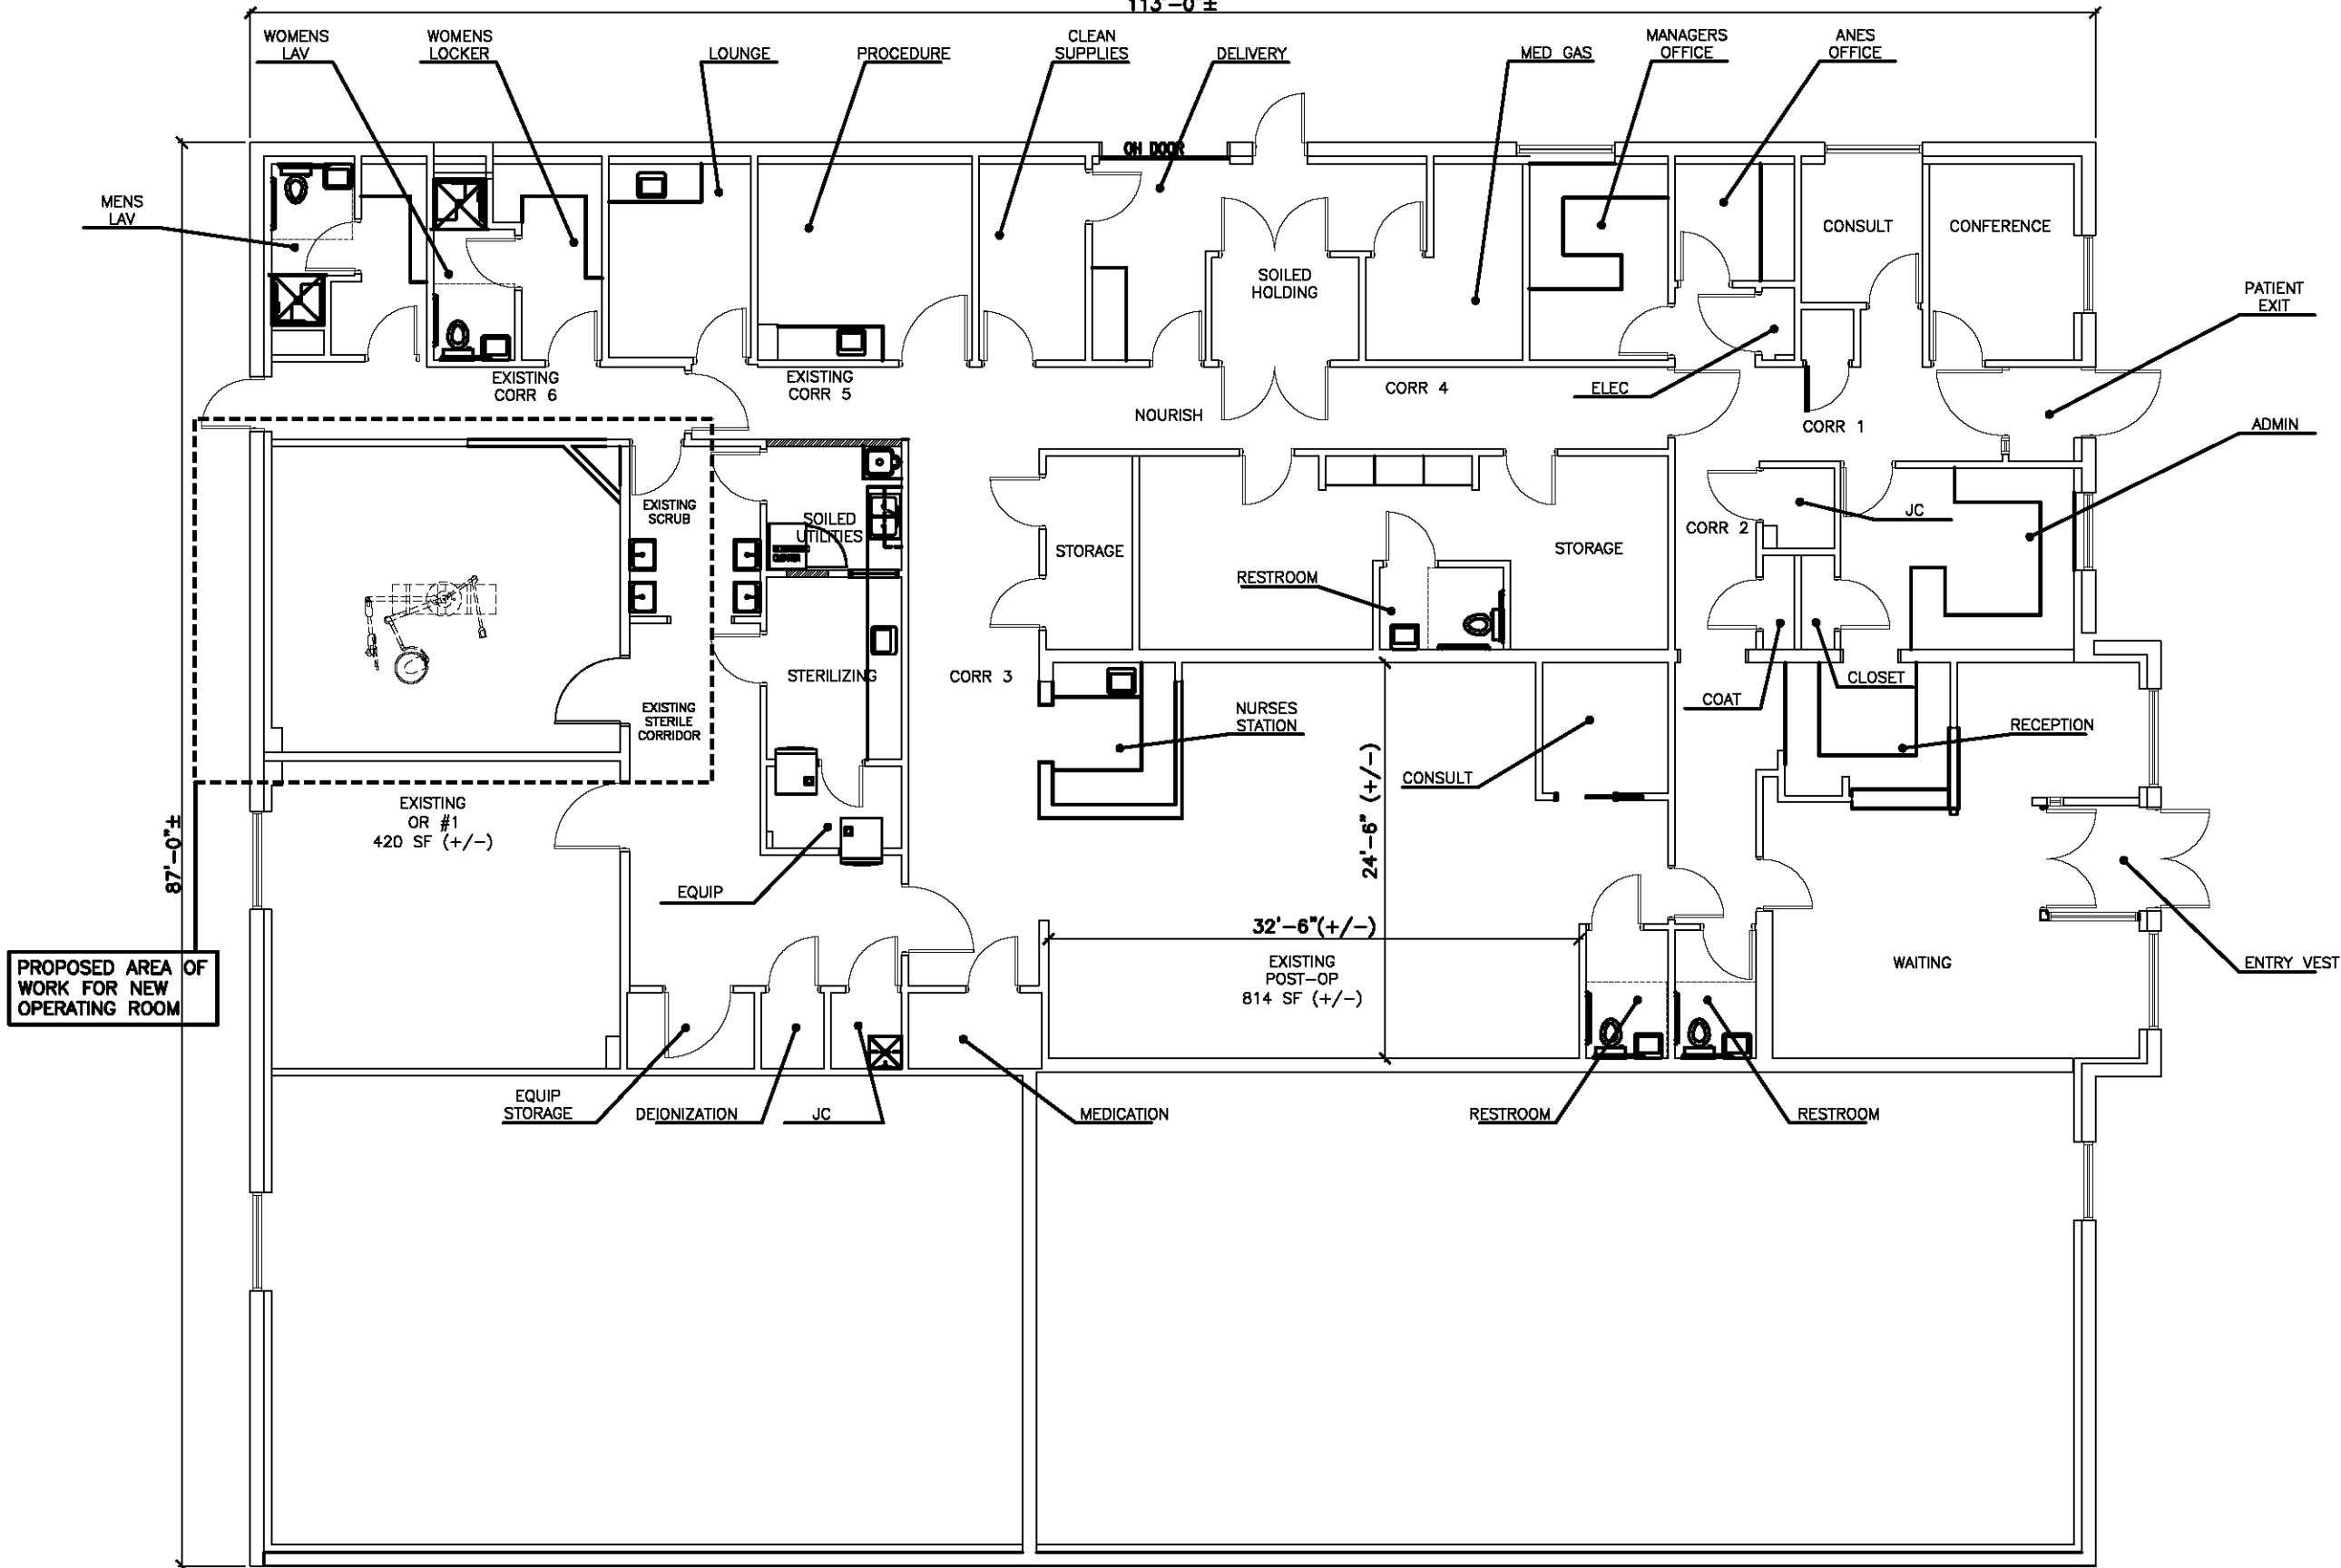 113'-0"±
WOMENS
LAV
WOMENS
LOCKER
LOUNGE
PROCEDURE
CLEAN
SUPPLIES
DELIVERY
MED GAS
MANAGERS
OFFICE
ANES
OFFICE
OH DOOR
MENS
LAV
CONSULT
CONFERENCE
SOILED
HOLDING
PATIENT
EXIT
EXISTING
CORR 6
EXISTING
CORR 5
CORR 4
ELEC
NOURISH
CORR 1
ADMIN
EXISTING
SCRUB
SOILED
UTILITIES
JC
CORR 2
STORAGE
STORAGE
RESTROOM
STERILIZING
CORR 3
CLOSET
COAT
EXISTING
STERILE
CORRIDOR
NURSES
STATION
RECEPTION
CONSULT
24'-6" (+/-)
EXISTING
OR #1
420 SF (+/-)
87'-0"±
EQUIP
32'-6"(+/-)
EXISTING
POST-OP
814 SF (+/-)
WAITING
ENTRY VEST
PROPOSED AREA OF
WORK FOR NEW
OPERATING ROOM
EQUIP
STORAGE
DEIONIZATION
JC
MEDICATION
RESTROOM
RESTROOM